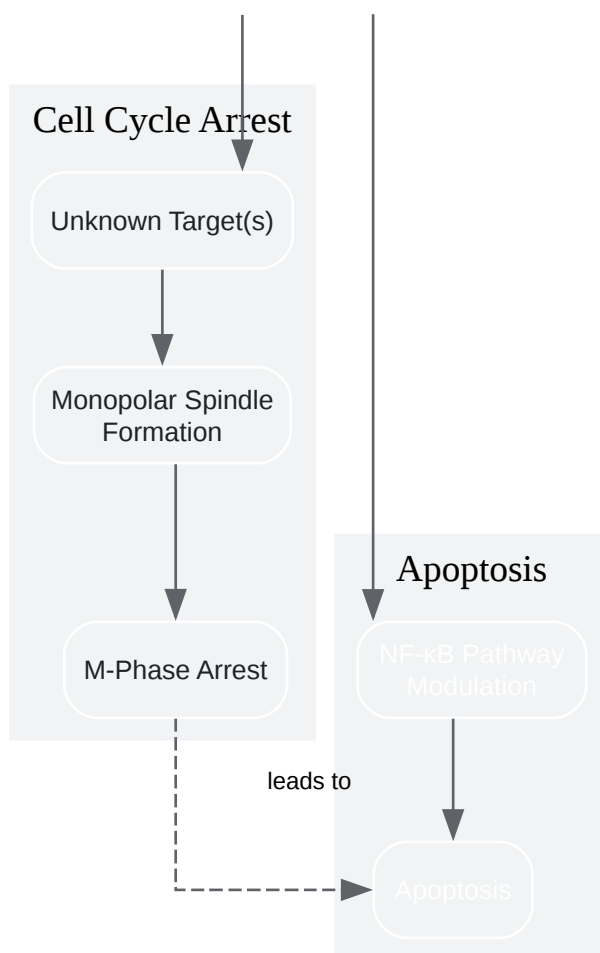 Cell Cycle Arrest
Unknown Target(s)
Monopolar Spindle
Formation
Apoptosis
NF-κB Pathway
Modulation
M-Phase Arrest
leads to
Apoptosis